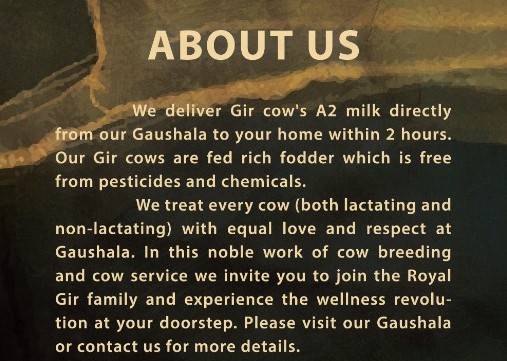 ABOUT US
We deliver Gir cow's A2 milk directly
from our Gaushala to your home within 2 hours.
Our Gir cows are fed rich fodder which is free
from pesticides and chemicals.
We treat every cow (both lactating and
non-lactating) with equal love and respect at
Gaushala. In this noble work of cow breeding
and cow service we invite you to join the Royal
Gir family and experience the wellness revolu-
tion at your doorstep. Please visit our Gaushala
or contact us for more details.